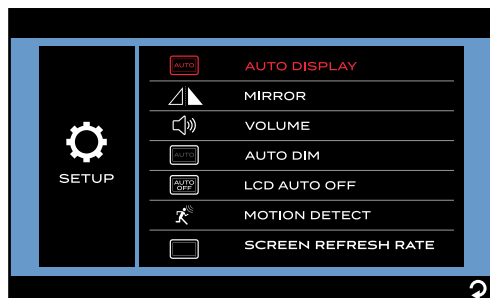 AUTO AUTO DISPLAY
MIRROR
VOLUME
AUTO AUTO DIM
SETUP
AUTO OFF LCD AUTO OFF
MOTION DETECT
SCREEN REFRESH RATE